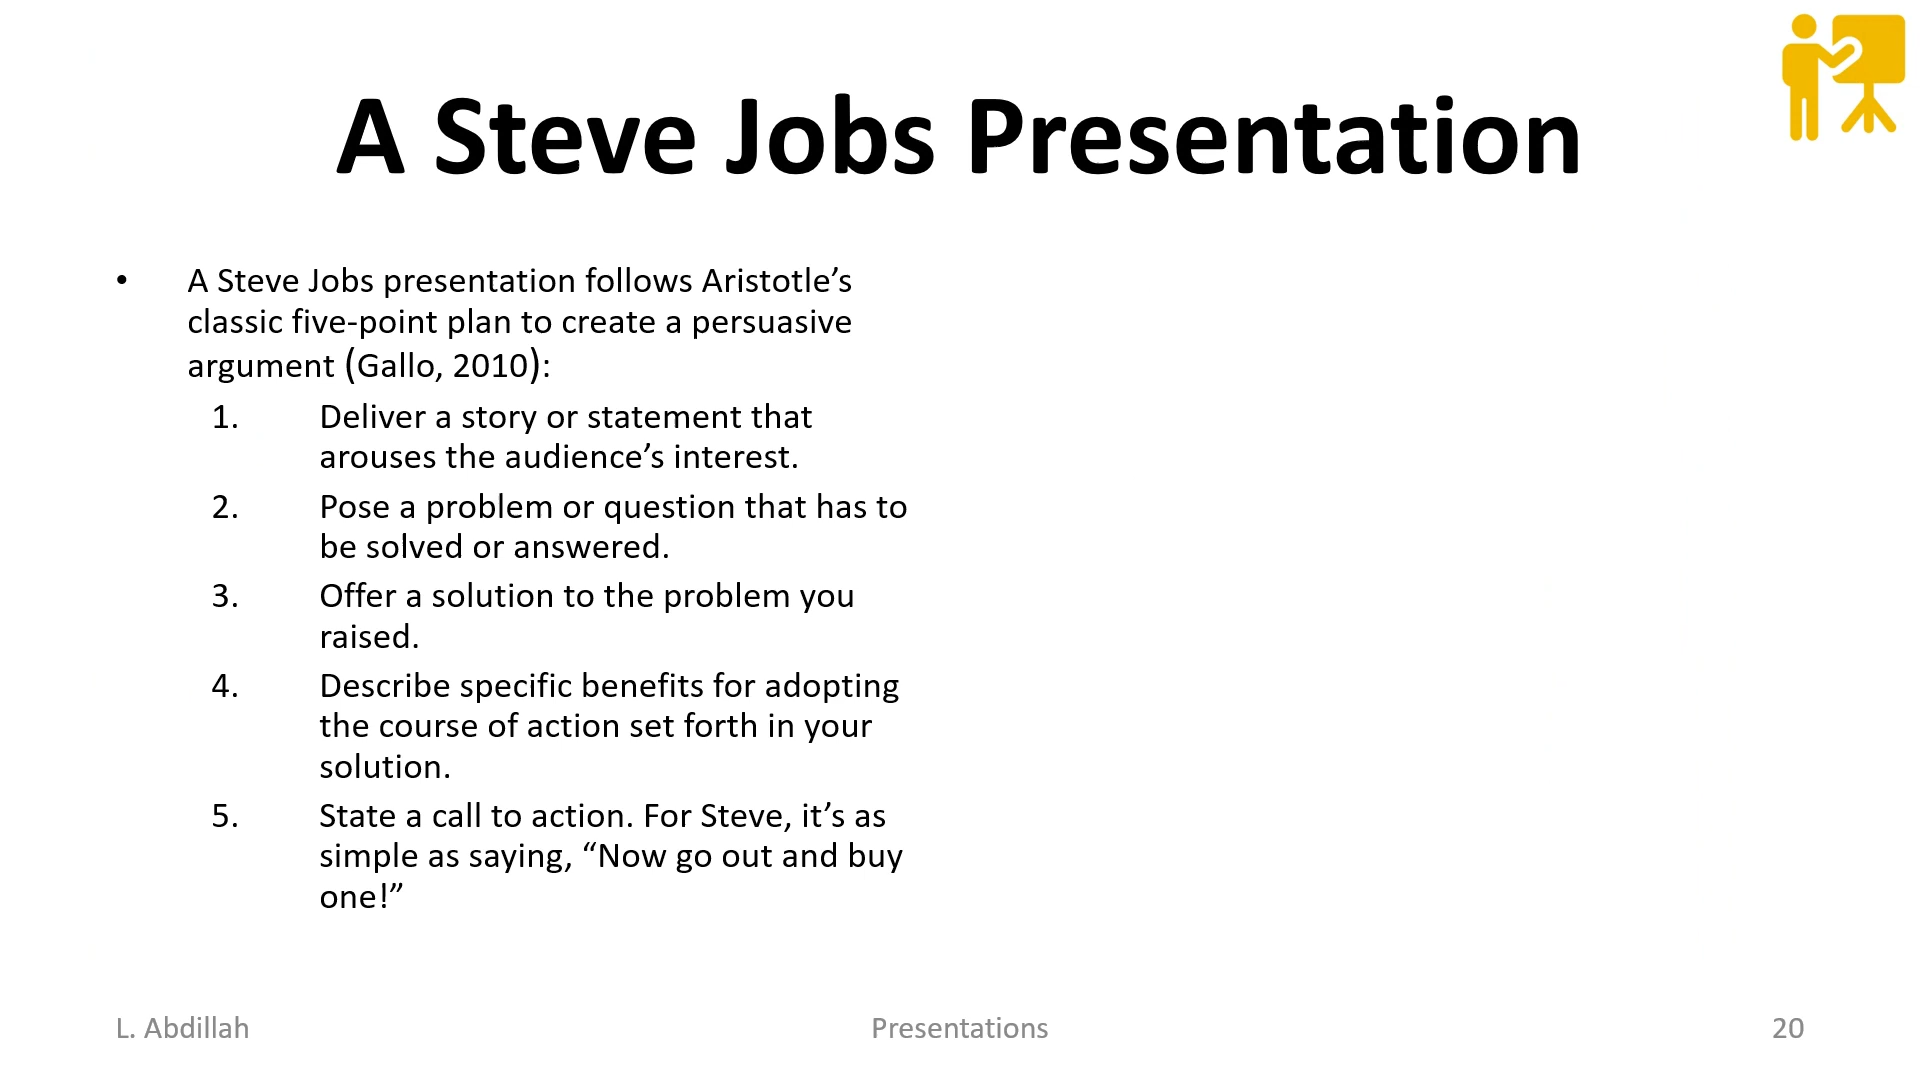 A Steve Jobs Presentation
• A Steve Jobs presentation follows Aristotle’s
classic five-point plan to create a persuasive
argument (Gallo, 2010):
1. Deliver a story or statement that
arouses the audience’s interest.
2. Pose a problem or question that has to
be solved or answered.
3. Offer a solution to the problem you
raised.
4. Describe specific benefits for adopting
the course of action set forth in your
solution.
5. State a call to action. For Steve, it’s as
simple as saying, “Now go out and buy
one!”
L. Abdillah
Presentations
20